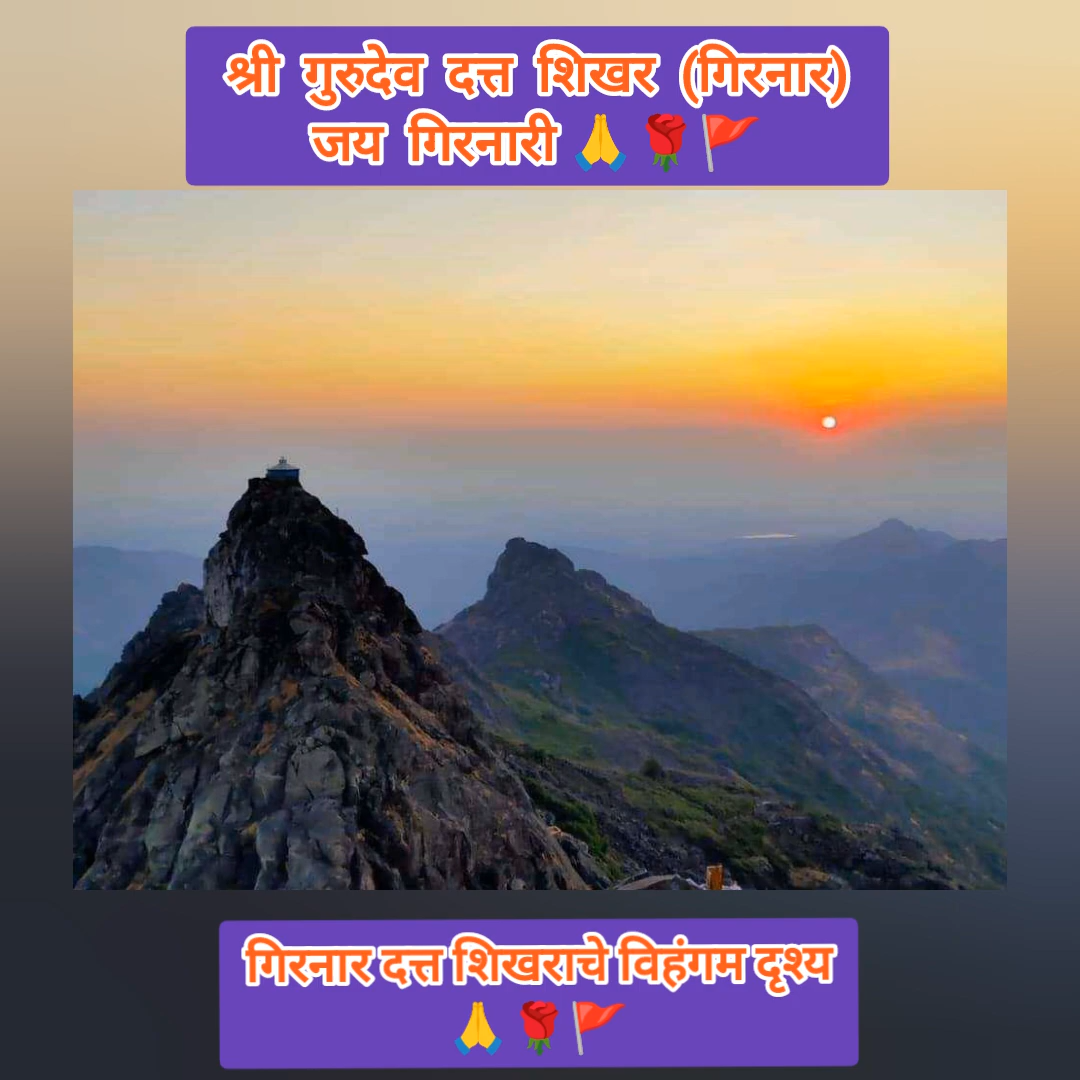 श्री गुरुदेव दत्त शिखर (गिरनार)
जय गिरनारी 🙏🌹🚩
गिरनार दत्त शिखराचे विहंगम दृश्य
🙏🌹🚩